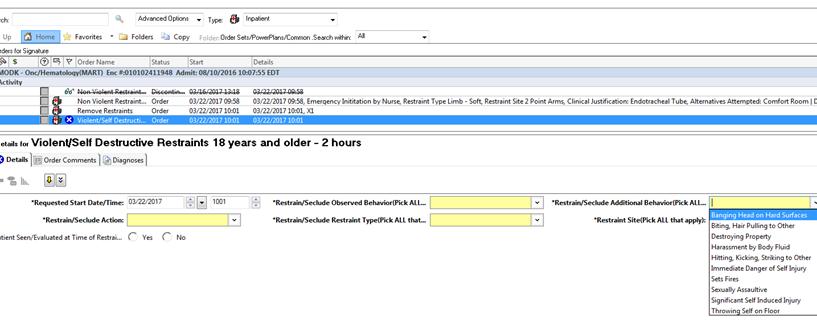 rch:
Advanced Options
Type:
Inpatient
Up
Home
Favorites
Folders
Copy
Folder: Order Sets/PowerPlans/Common .
Search within:
All
rders for Signature
$
Order Name
Status
Start
Details
MODK - Onc/Hematology(MART) Enc #:010102411948 Admit: 08/10/2016 10:07:55 EDT
Activity
Non Violent Restraint... Discontin... 03/16/2017 13:18 03/22/2017 09:58
Non Violent Restraint... Order 03/22/2017 09:58 03/22/2017 09:58, Emergency Inititation by Nurse, Restraint Type Limb - Soft, Restraint Site 2 Point Arms, Clinical Justification: Endotracheal Tube, Alternatives Attempted: Comfort Room | D
Remove Restraints Order 03/22/2017 10:01 03/22/2017 10:01, X1
Violent/Self Destructi... Order 03/22/2017 10:01 03/22/2017 10:01
etails for Violent/Self Destructive Restraints 18 years and older - 2 hours
Details
Order Comments
Diagnoses
*Requested Start Date/Time: 03/22/2017 1001
*Restrain/Seclude Observed Behavior(Pick ALL...
*Restrain/Seclude Additional Behavior(Pick ALL...
*Restrain/Seclude Action:
*Restrain/Seclude Restraint Type(Pick ALL that...
*Restraint Site(Pick ALL that apply):
atient Seen/Evaluated at Time of Restrai...
Yes
No
Banging Head on Hard Surfaces
Biting, Hair Pulling to Other
Destroying Property
Harassment by Body Fluid
Hitting, Kicking, Striking to Other
Immediate Danger of Self Injury
Sets Fires
Sexually Assaultive
Significant Self Induced Injury
Throwing Self on Floor